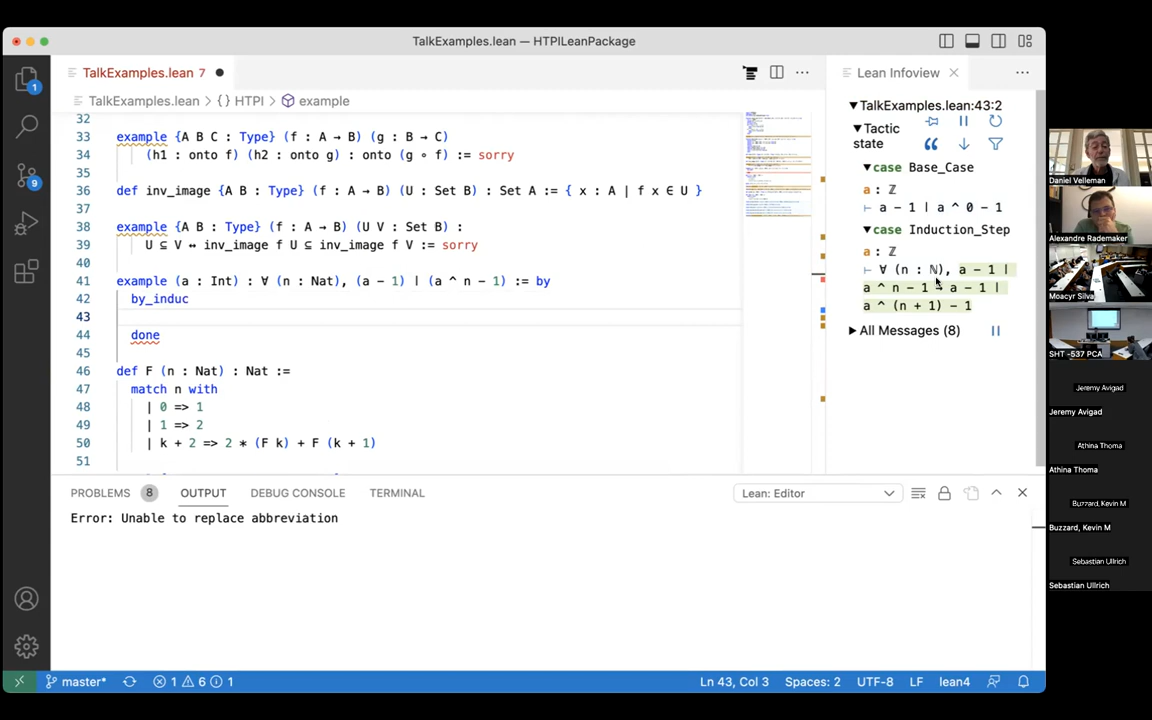 TalkExamples.lean — HTPILeanPackage
TalkExamples.lean 7
TalkExamples.lean > {} HTPI > example
32
33 example {A B C : Type} (f : A → B) (g : B → C)
34 (h1 : onto f) (h2 : onto g) : onto (g ∘ f) := sorry
35
36 def inv_image {A B : Type} (f : A → B) (U : Set B) : Set A := { x : A | f x ∈ U }
37
38 example {A B : Type} (f : A → B) (U V : Set B) :
39 U ⊆ V ↔ inv_image f U ⊆ inv_image f V := sorry
40
41 example (a : Int) : ∀ (n : Nat), (a - 1) ∣ (a ^ n - 1) := by
42 by_induc
43
44 done
45
46 def F (n : Nat) : Nat :=
47 match n with
48 | 0 => 1
49 | 1 => 2
50 | k + 2 => 2 * (F k) + F (k + 1)
51
Lean Infoview
TalkExamples.lean:43:2
Tactic
state
case Base_Case
a : ℤ
⊢ a - 1 ∣ a ^ 0 - 1
case Induction_Step
a : ℤ
⊢ ∀ (n : ℕ), a - 1 ∣
a ^ n - 1 → a - 1 ∣
a ^ (n + 1) - 1
All Messages (8)
PROBLEMS 8 OUTPUT DEBUG CONSOLE TERMINAL
Lean: Editor
Error: Unable to replace abbreviation
1
9
master* 1 6 1
Ln 43, Col 3 Spaces: 2 UTF-8 LF lean4
Daniel Velleman
Alexandre Rademaker
Moacyr Silva
SHT -537 PCA
Jeremy Avigad
Jeremy Avigad
Athina Thoma
Athina Thoma
Buzzard, Kevin M
Buzzard, Kevin M
Sebastian Ullrich
Sebastian Ullrich